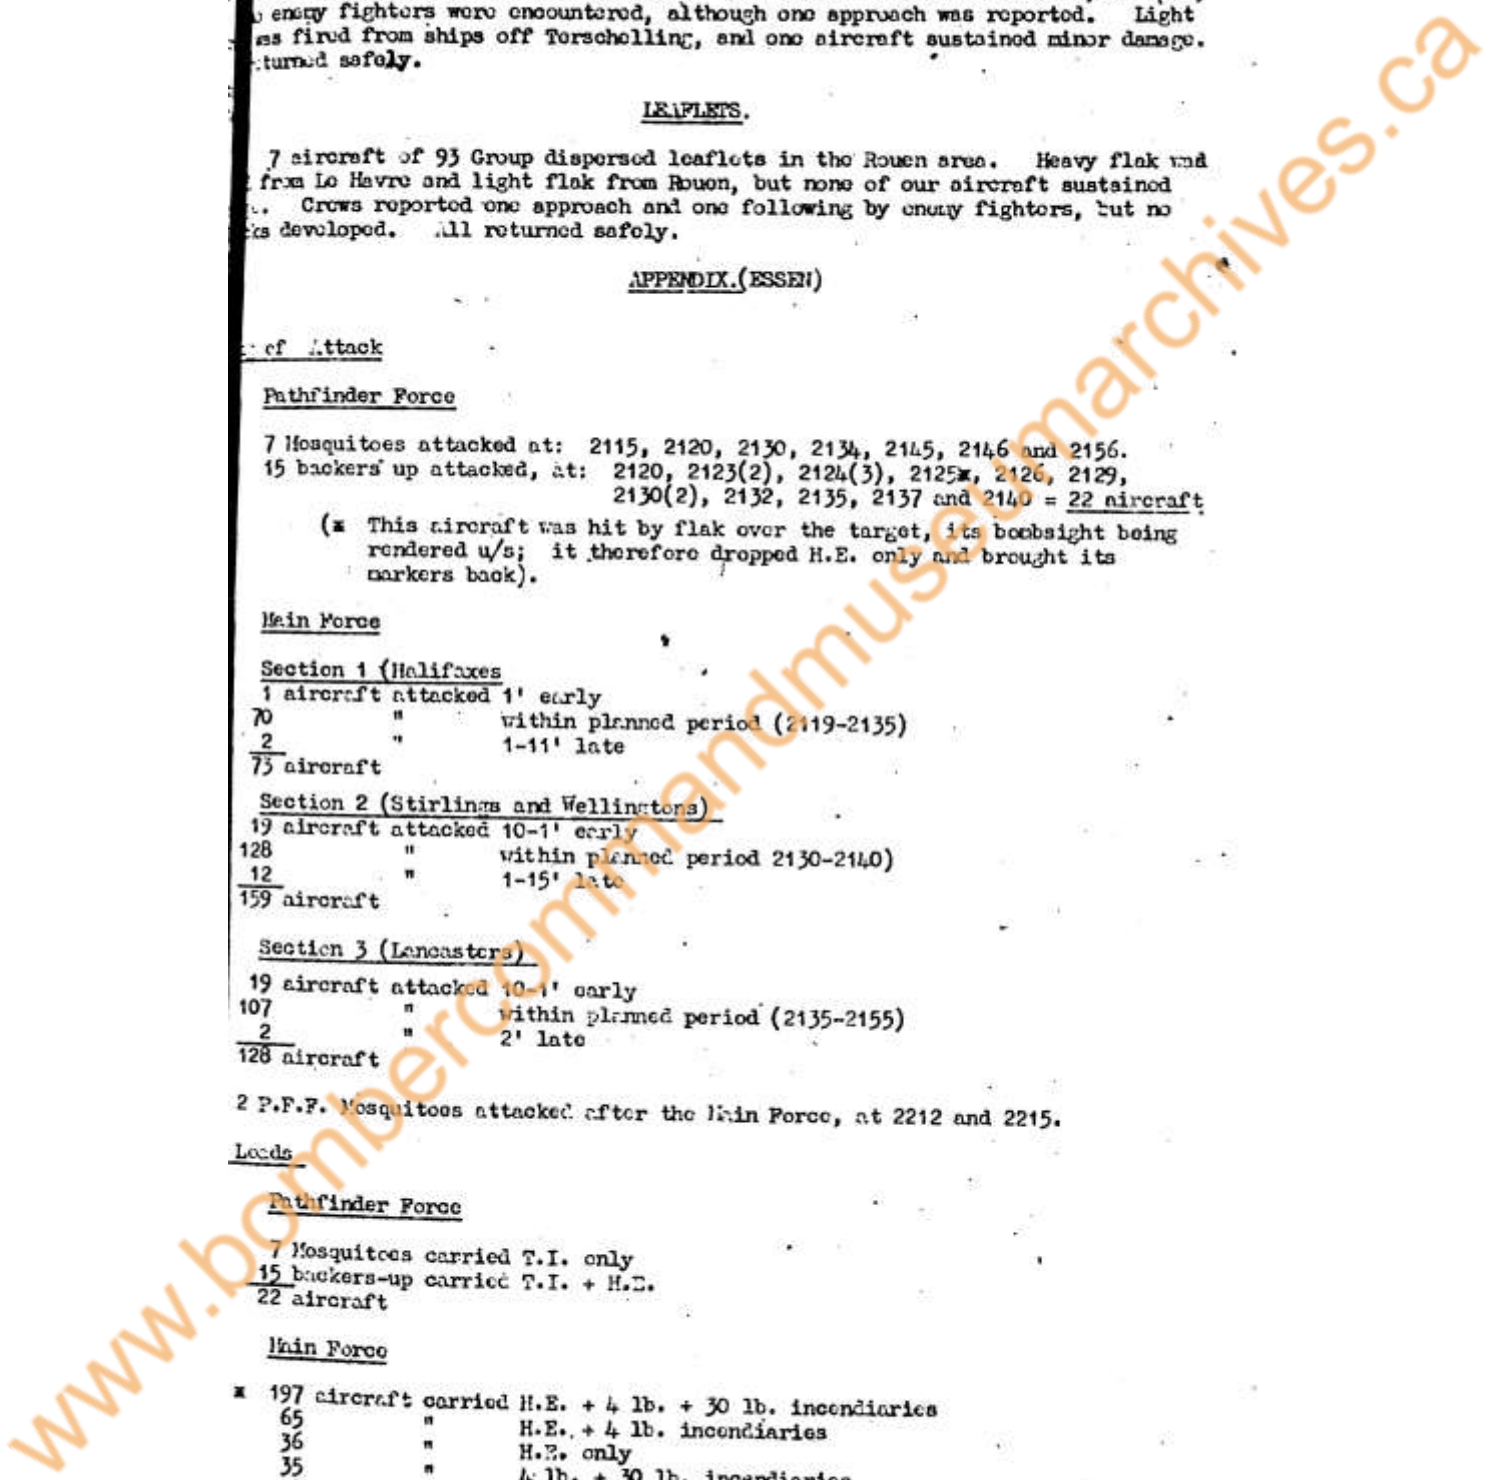 enemy fighters were encountered, although one approach was reported. Light
as fired from ships off Terschelling, and one aircraft sustained minor damage.
turned safely.
LEAFLETS.
7 aircraft of 93 Group dispersed leaflets in the Rouen area. Heavy flak and
from Le Havre and light flak from Rouen, but none of our aircraft sustained
Crews reported one approach and one following by enemy fighters, but no
ks developed. All returned safely.
APPENDIX.(ESSEN)
of Attack
Pathfinder Force
7 Mosquitoes attacked at: 2115, 2120, 2130, 2134, 2145, 2146 and 2156.
15 backers up attacked, at: 2120, 2123(2), 2124(3), 2125x, 2126, 2129,
2130(2), 2132, 2135, 2137 and 2140 = 22 aircraft
(x This aircraft was hit by flak over the target, its bombsight being
rendered u/s; it therefore dropped H.E. only and brought its
markers back).
Main Force
Section 1 (Halifaxes
1 aircraft attacked 1' early
70 " within planned period (2119-2135)
2 " 1-11' late
73 aircraft
Section 2 (Stirlings and Wellingtons)
19 aircraft attacked 10-1' early
128 " within planned period 2130-2140)
12 " 1-15' late
159 aircraft
Section 3 (Lancasters)
19 aircraft attacked 10-1' early
107 " within planned period (2135-2155)
2 " 2' late
128 aircraft
2 P.F.F. Mosquitoes attacked after the Main Force, at 2212 and 2215.
Loads
Pathfinder Force
7 Mosquitoes carried T.I. only
15 backers-up carried T.I. + H.E.
22 aircraft
Main Force
x 197 aircraft carried H.E. + 4 lb. + 30 lb. incendiaries
65 " H.E. + 4 lb. incendiaries
36 " H.E. only
35 " 4 lb. + 30 lb. incendiaries
www.bombercommandmuseumarchives.ca